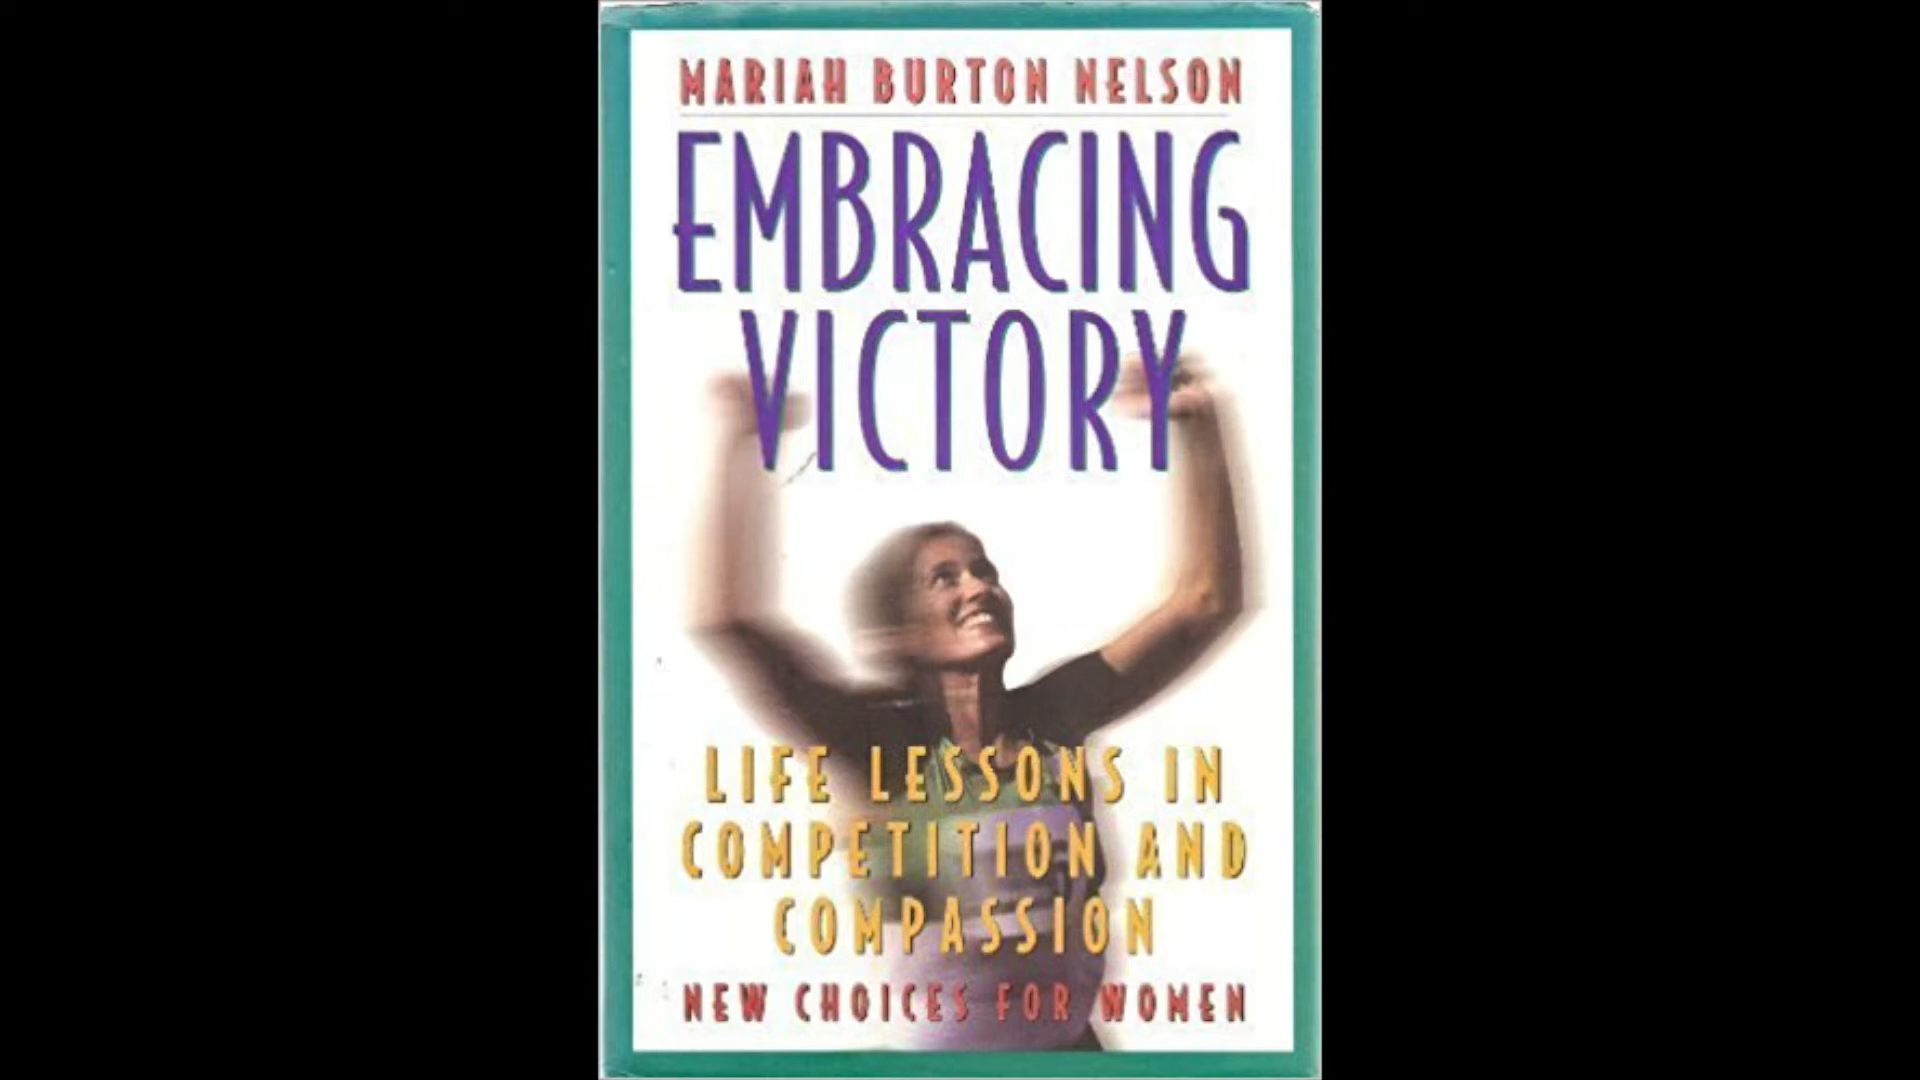 MARIAH BURTON NELSON
EMBRACING
VICTORY
LIFE LESSONS IN
COMPETITION AND
COMPASSION
NEW CHOICES FOR WOMEN